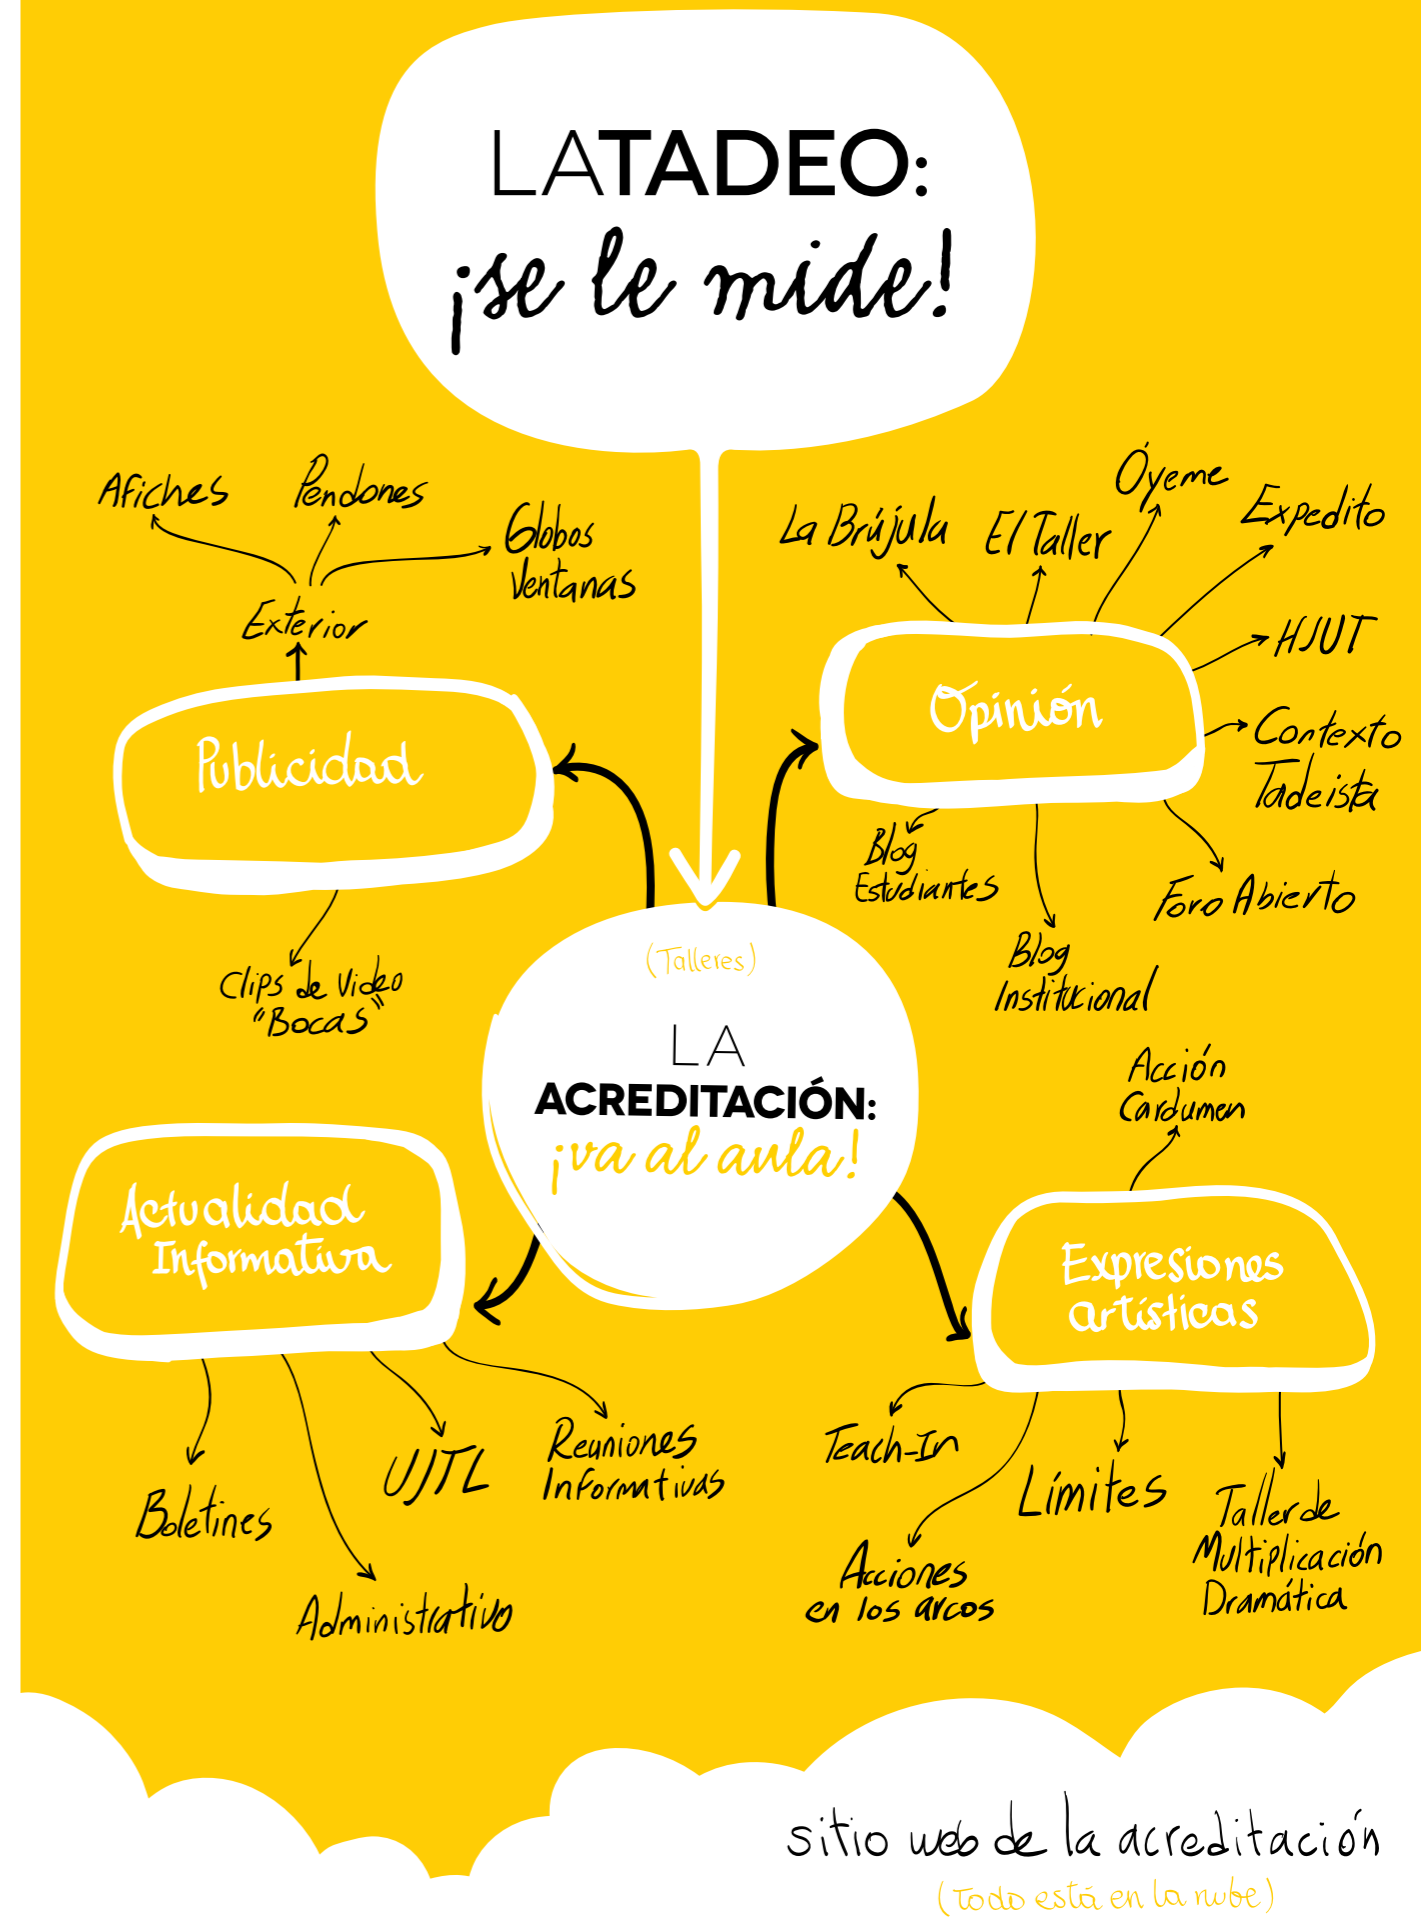 LATADEO:
¡se le mide!
Afiches
Pendones
Globos
Ventanas
Exterior
Publicidad
Clips de Video
"Bocas"
La Brújula
El Taller
Óyeme
Expedito
HJUT
Contexto
Tadeista
Opinión
Blog
Estudiantes
Blog
Institucional
Foro Abierto
(Talleres)
LA
ACREDITACIÓN:
¡va al aula!
Actualidad
Informativa
Boletines
Administrativo
UJTL
Reuniones
Informativas
Acción
Cardumen
Expresiones
artísticas
Teach-In
Acciones
en los arcos
Límites
Taller de
Multiplicación
Dramática
sitio web de la acreditación
(Todo está en la nube)